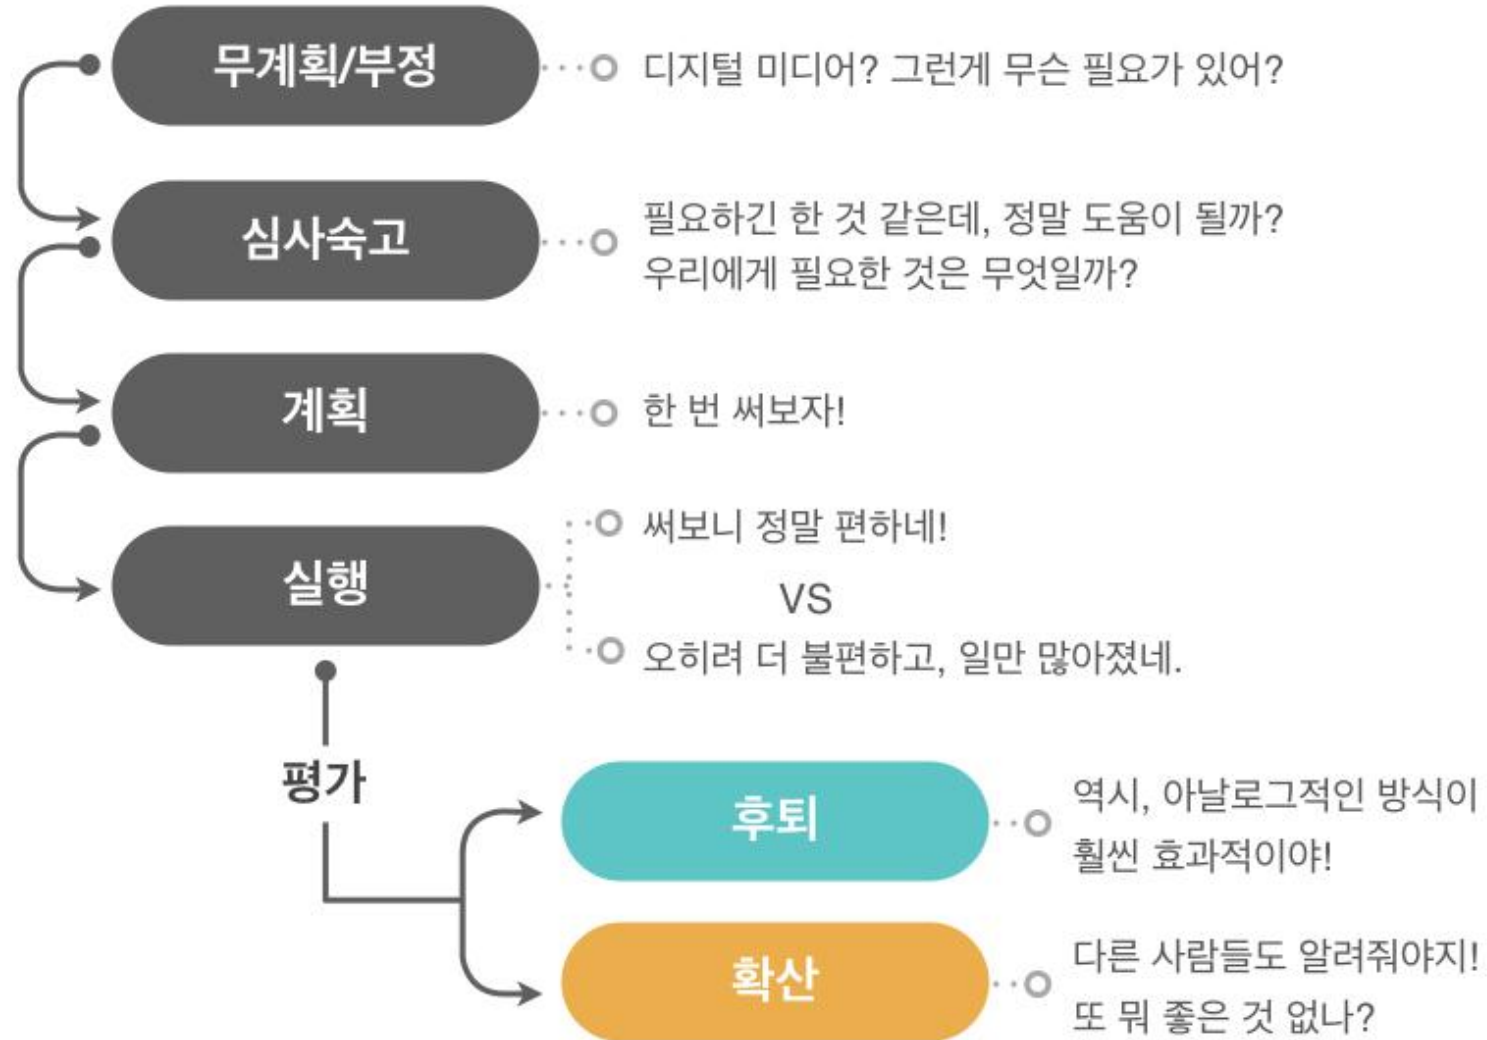 무계획/부정
디지털 미디어? 그런게 무슨 필요가 있어?
심사숙고
필요하긴 한 것 같은데, 정말 도움이 될까?
우리에게 필요한 것은 무엇일까?
계획
한 번 써보자!
실행
써보니 정말 편하네!
VS
오히려 더 불편하고, 일만 많아졌네.
평가
후퇴
역시, 아날로그적인 방식이
훨씬 효과적이야!
확산
다른 사람들도 알려줘야지!
또 뭐 좋은 것 없나?